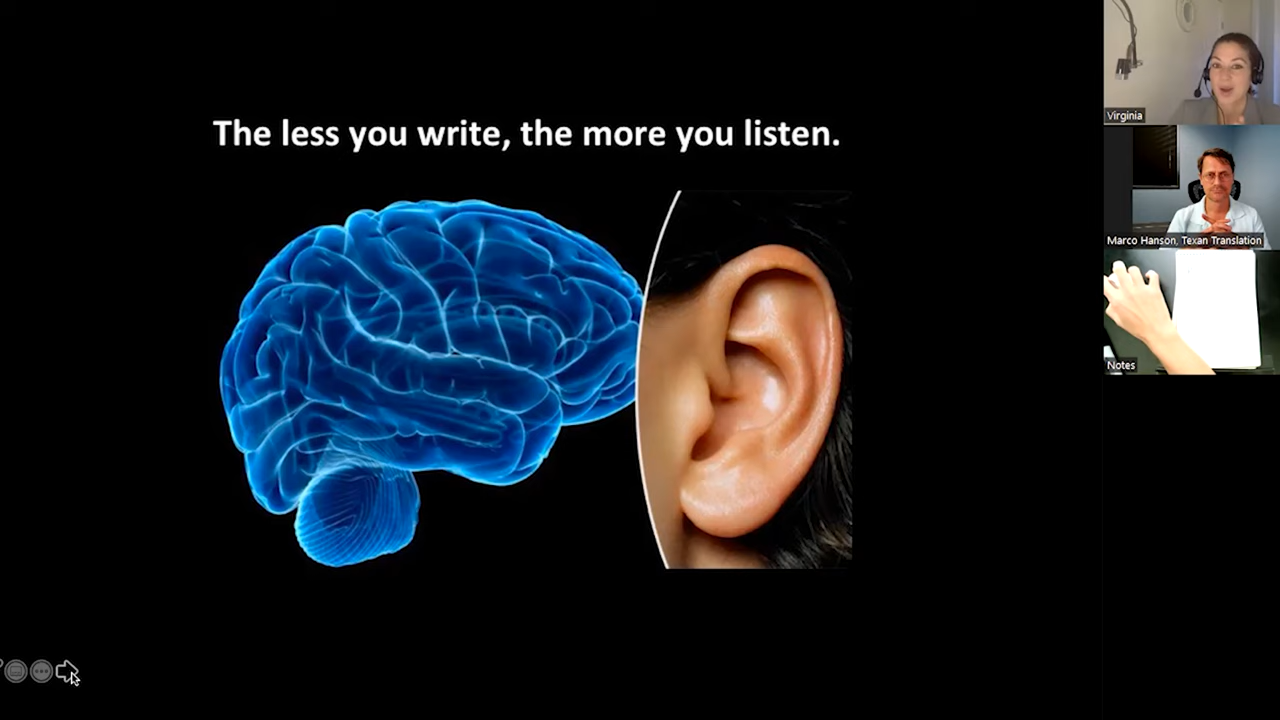 The less you write, the more you listen.
Virginia
Marco Hanson, Texan Translation
Notes